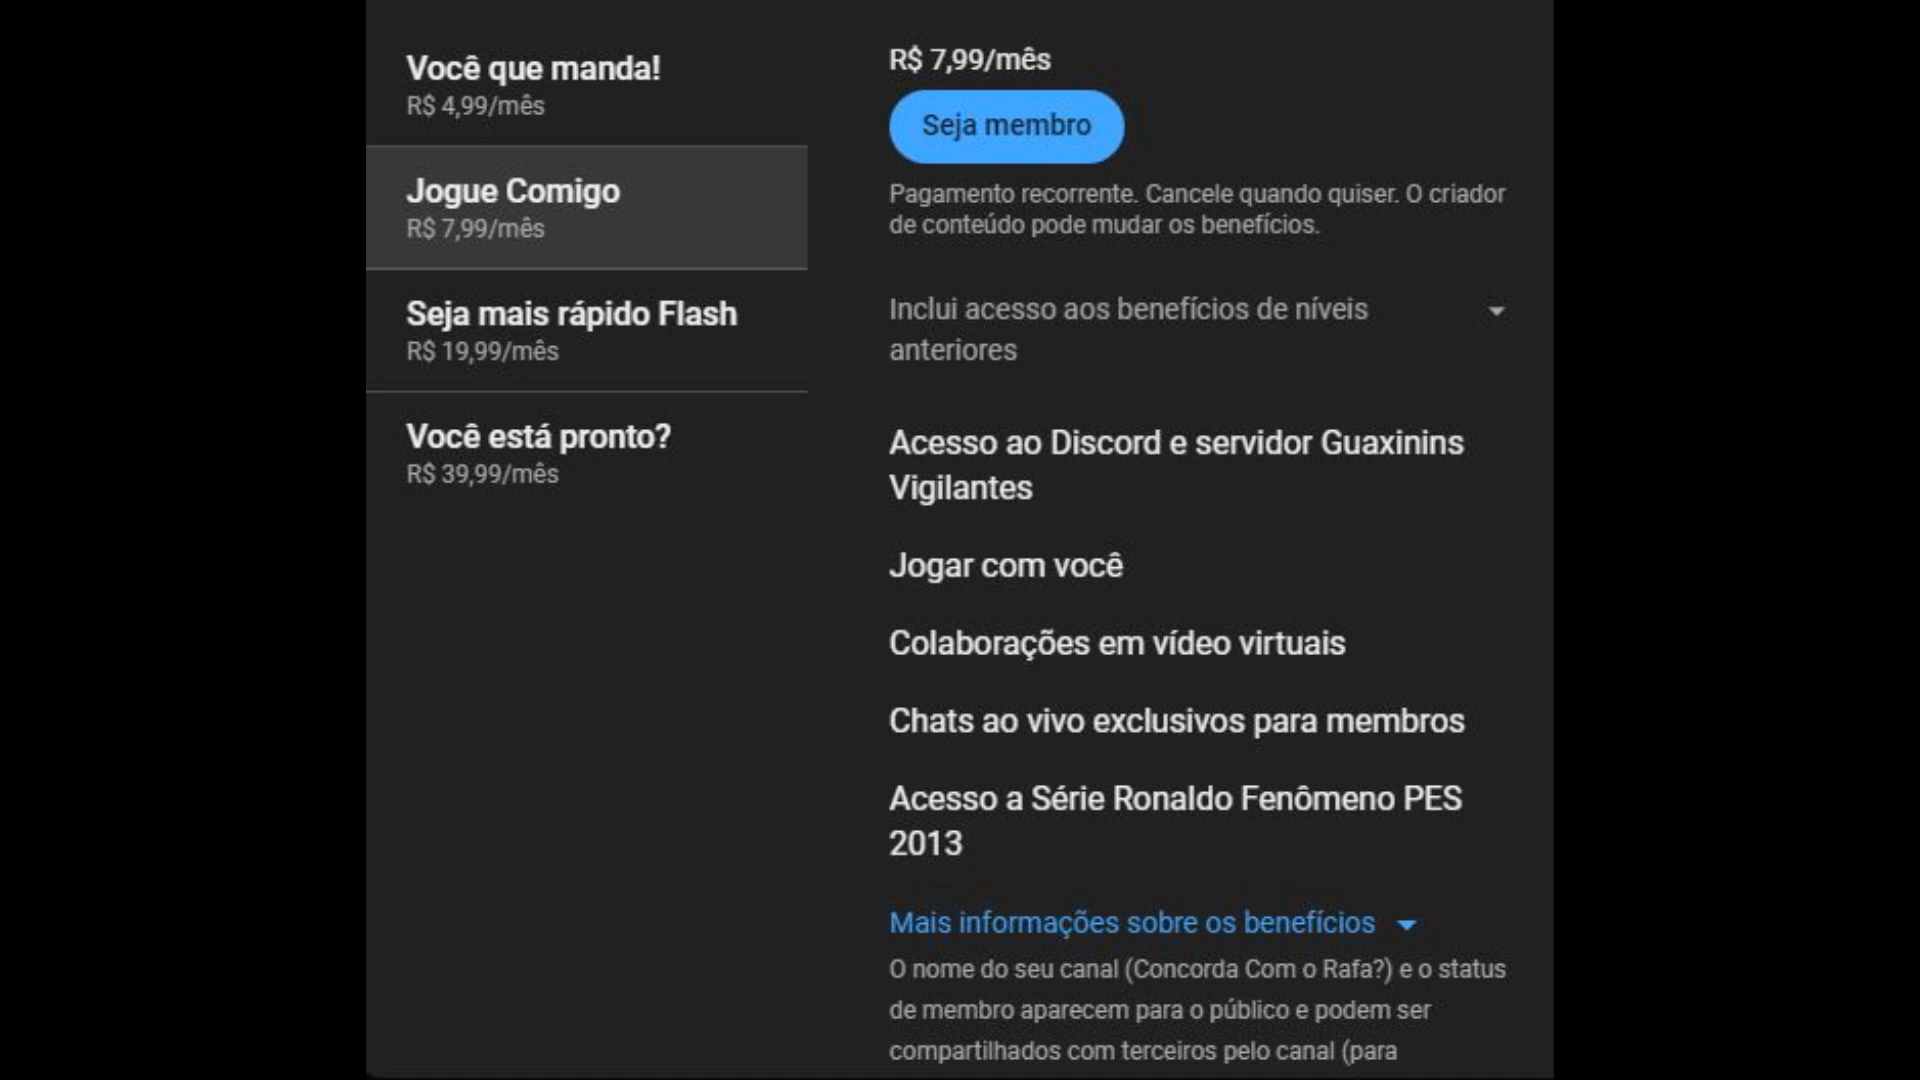 Você que manda!
R$ 4,99/mês
Jogue Comigo
R$ 7,99/mês
Seja mais rápido Flash
R$ 19,99/mês
Você está pronto?
R$ 39,99/mês
R$ 7,99/mês
Seja membro
Pagamento recorrente. Cancele quando quiser. O criador
de conteúdo pode mudar os benefícios.
Inclui acesso aos benefícios de níveis
anteriores
Acesso ao Discord e servidor Guaxinins
Vigilantes
Jogar com você
Colaborações em vídeo virtuais
Chats ao vivo exclusivos para membros
Acesso a Série Ronaldo Fenômeno PES
2013
Mais informações sobre os benefícios
O nome do seu canal (Concorda Com o Rafa?) e o status
de membro aparecem para o público e podem ser
compartilhados com terceiros pelo canal (para